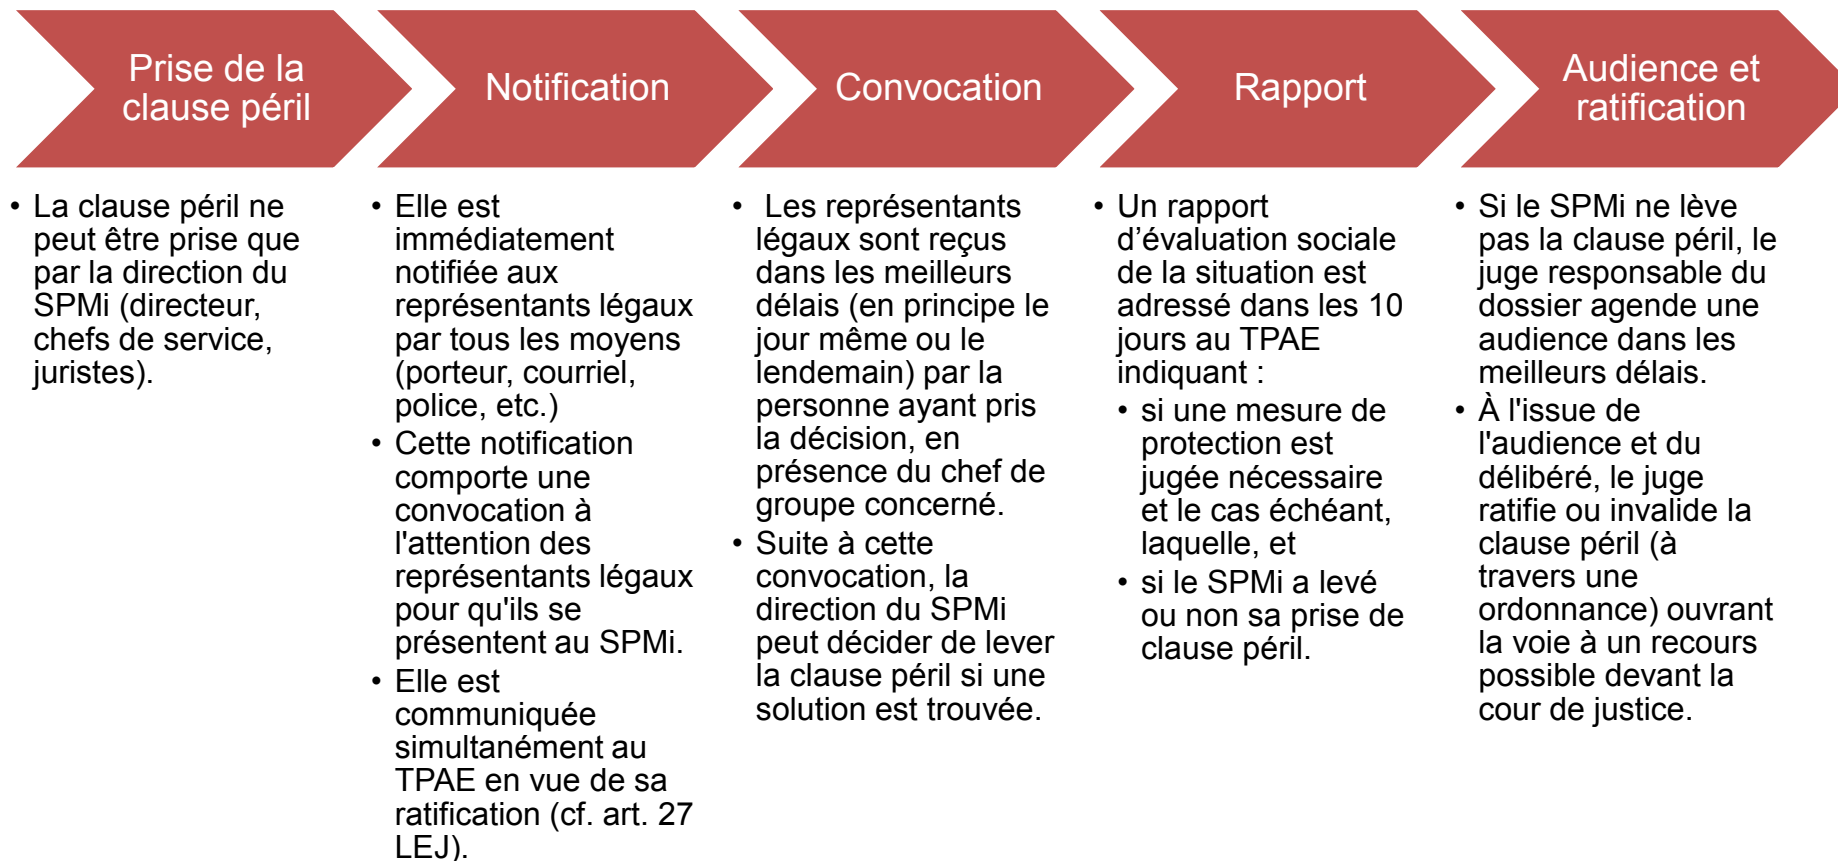 Prise de la
clause péril
Notification
Convocation
Rapport
Audience et
ratification
• La clause péril ne
peut être prise que
par la direction du
SPMi (directeur,
chefs de service,
juristes).
• Elle est
immédiatement
notifiée aux
représentants légaux
par tous les moyens
(porteur, courriel,
police, etc.)
• Cette notification
comporte une
convocation à
l'attention des
représentants légaux
pour qu'ils se
présentent au SPMi.
• Elle est
communiquée
simultanément au
TPAE en vue de sa
ratification (cf. art. 27
LEJ).
• Les représentants
légaux sont reçus
dans les meilleurs
délais (en principe le
jour même ou le
lendemain) par la
personne ayant pris
la décision, en
présence du chef de
groupe concerné.
• Suite à cette
convocation, la
direction du SPMi
peut décider de lever
la clause péril si une
solution est trouvée.
• Un rapport
d’évaluation sociale
de la situation est
adressé dans les 10
jours au TPAE
indiquant :
• si une mesure de
protection est
jugée nécessaire
et le cas échéant,
laquelle, et
• si le SPMi a levé
ou non sa prise de
clause péril.
• Si le SPMi ne lève
pas la clause péril, le
juge responsable du
dossier agende une
audience dans les
meilleurs délais.
• À l'issue de
l'audience et du
délibéré, le juge
ratifie ou invalide la
clause péril (à
travers une
ordonnance) ouvrant
la voie à un recours
possible devant la
cour de justice.